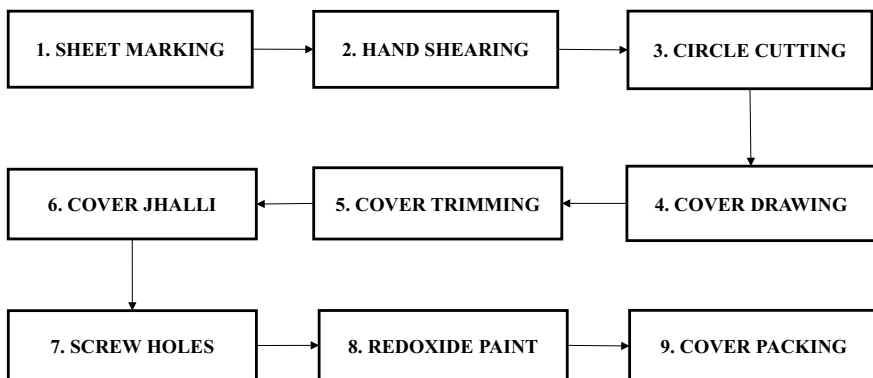 1. SHEET MARKING
2. HAND SHEARING
3. CIRCLE CUTTING
6. COVER JHALLI
5. COVER TRIMMING
4. COVER DRAWING
7. SCREW HOLES
8. REDOXIDE PAINT
9. COVER PACKING